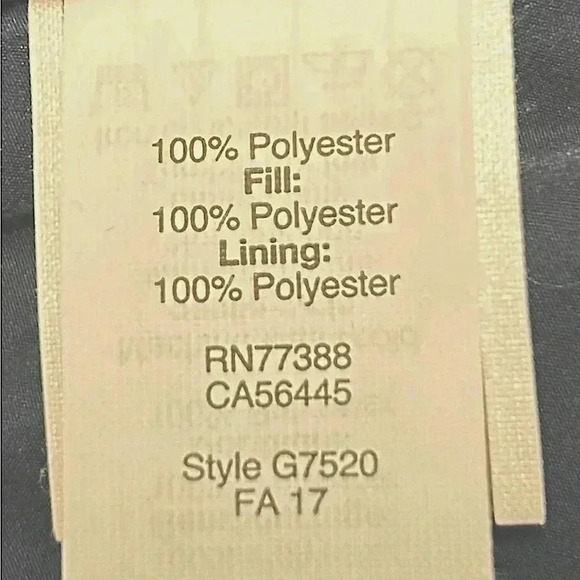 100% Polyester
Fill:
100% Polyester
Lining:
100% Polyester
RN77388
CA56445
Style G7520
FA 17